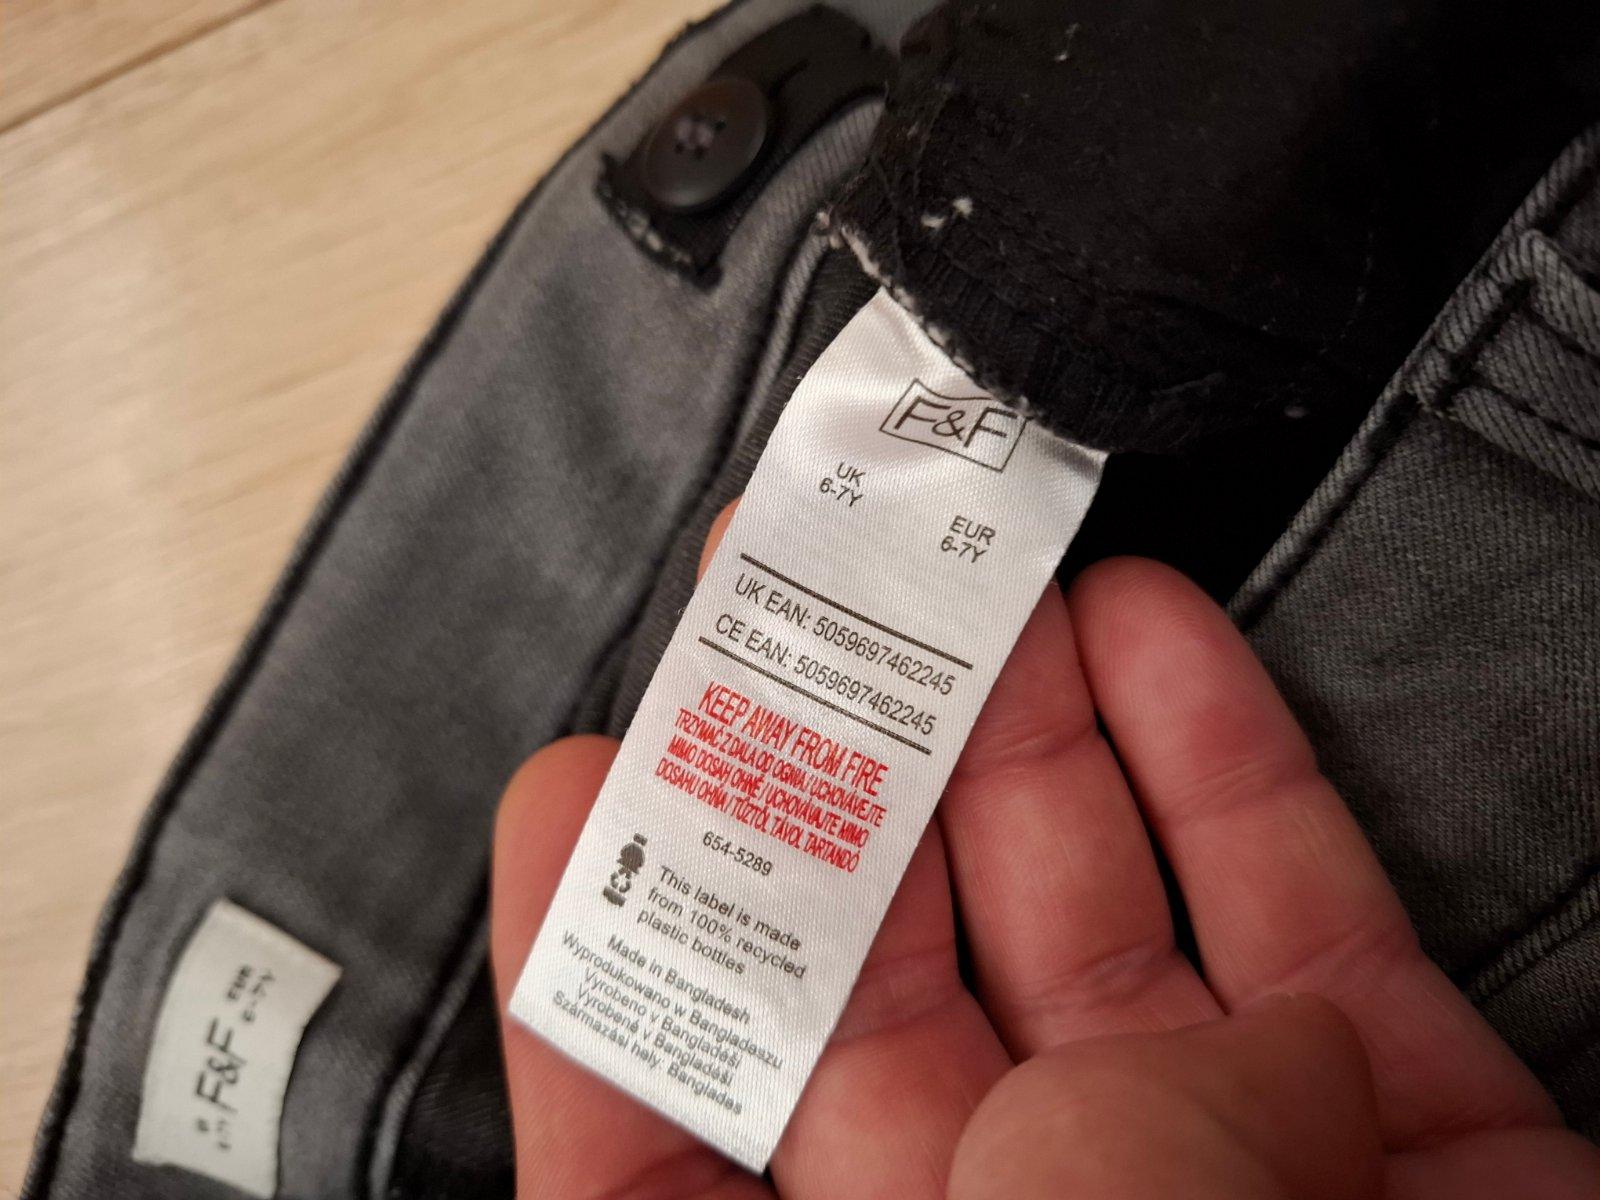 F&F
UK
6-7Y
EUR
6-7Y
UK EAN: 5059697462245
CE EAN: 5059697462245
KEEP AWAY FROM FIRE
TRZYMAĆ Z DALA OD OGNIA / UCHOVÁVEJTE
MIMO DOSAH OHNĚ / UCHOVÁVAJTE MIMO
DOSAHU OHŇA / TŰZTŐL TÁVOL TARTANDÓ
654-5289
This label is made
from 100% recycled
plastic bottles
Made in Bangladesh
Wyprodukowano w Bangladeszu
Vyrobeno v Bangladéši
Vyrobené v Bangladéši
Származási hely: Banglades
F&F
EUR
6-7Y